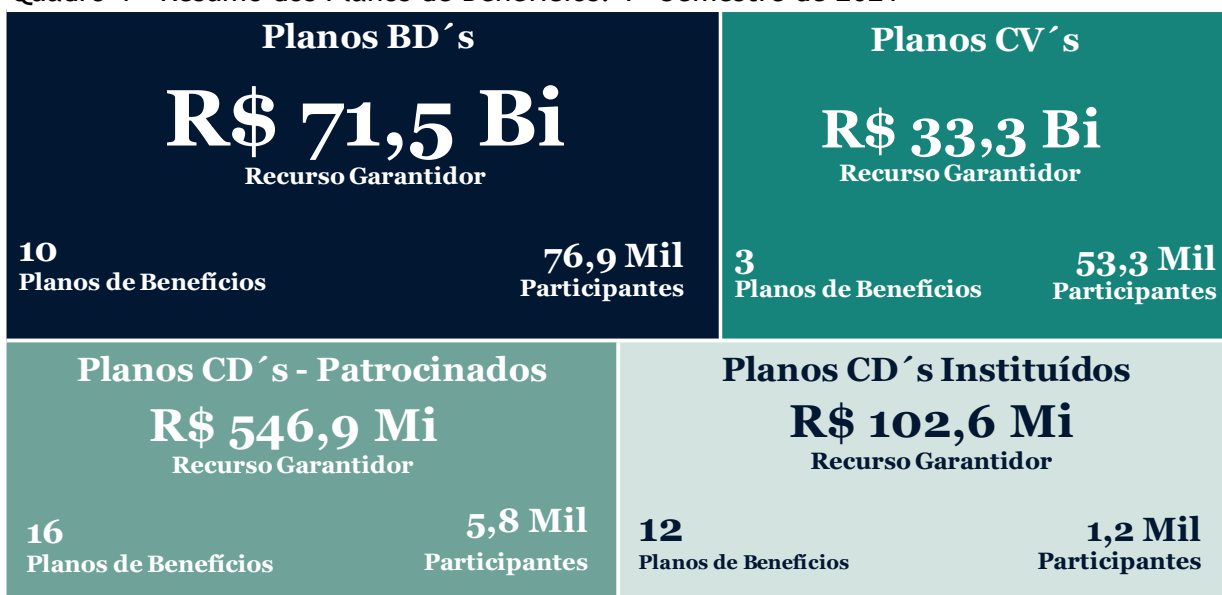 Planos BD´s
R$ 71,5 Bi
Recurso Garantidor
10
Planos de Benefícios
76,9 Mil
Participantes
Planos CV´s
R$ 33,3 Bi
Recurso Garantidor
3
Planos de Benefícios
53,3 Mil
Participantes
Planos CD´s - Patrocinados
R$ 546,9 Mi
Recurso Garantidor
16
Planos de Benefícios
5,8 Mil
Participantes
Planos CD´s Instituídos
R$ 102,6 Mi
Recurso Garantidor
12
Planos de Benefícios
1,2 Mil
Participantes